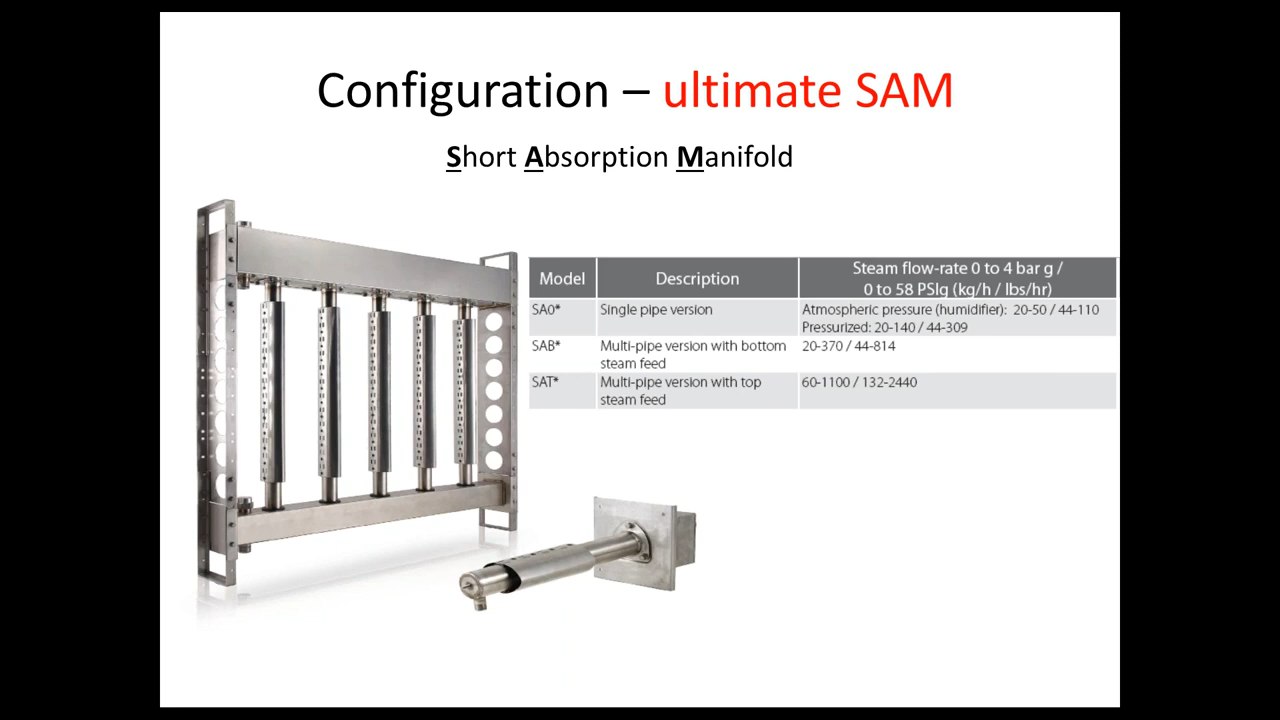 Configuration – ultimate SAM
Short Absorption Manifold
Model
Description
Steam flow-rate 0 to 4 bar g /
0 to 58 PSIg (kg/h / lbs/hr)
SA0*
Single pipe version
Atmospheric pressure (humidifier): 20-50 / 44-110
Pressurized: 20-140 / 44-309
SAB*
Multi-pipe version with bottom
steam feed
20-370 / 44-814
SAT*
Multi-pipe version with top
steam feed
60-1100 / 132-2440